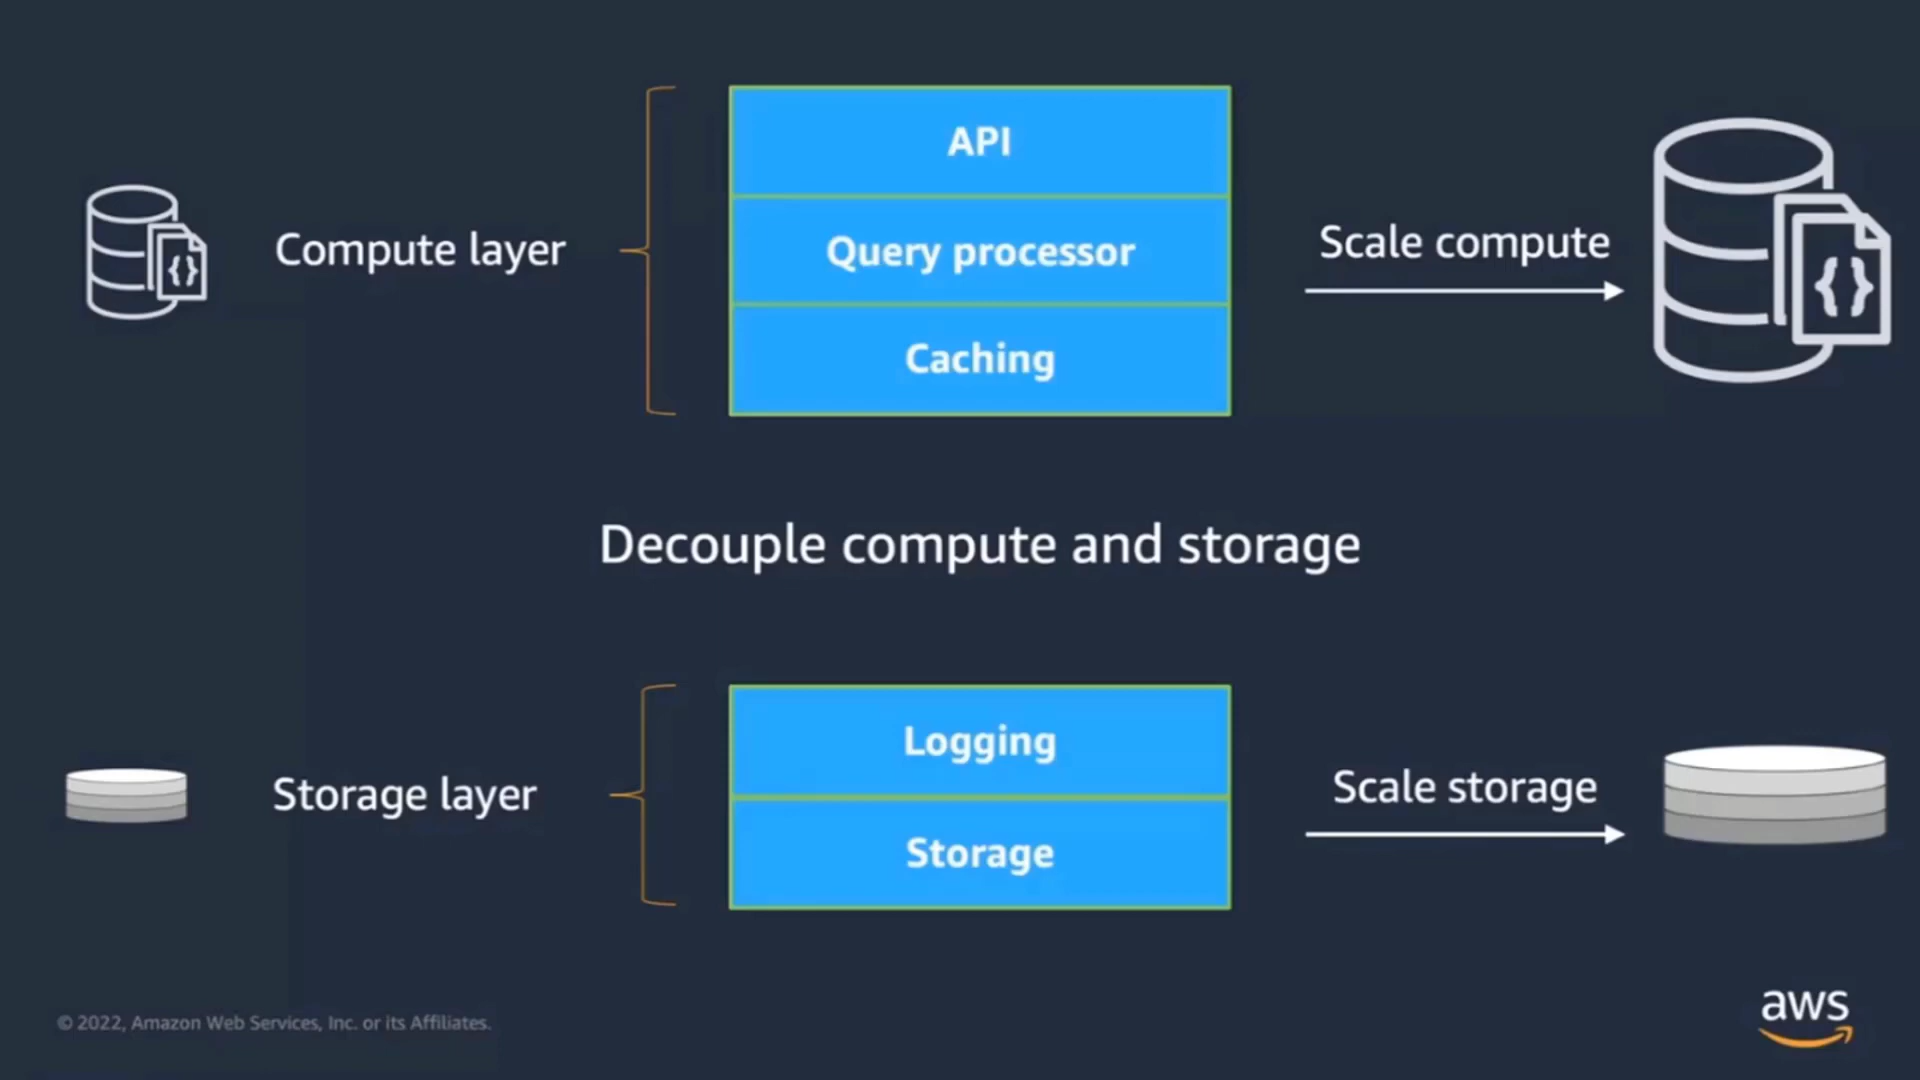 API
Compute layer
Query processor
Caching
Scale compute
{}
{}
Decouple compute and storage
Storage layer
Logging
Storage
Scale storage
© 2022, Amazon Web Services, Inc. or its Affiliates.
aws